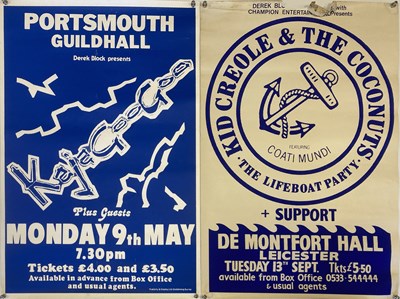 PORTSMOUTH
GUILDHALL
Derek Block presents
KajaGooGoo
Plus Guests
MONDAY 9th MAY
7.30pm
Tickets £4.00 and £3.50
Available in advance from Box Office
and usual agents.
DEREK with
CHAMPION Presents
KID CREOLE & THE COCONUTS
FEATURING
COATI MUNDI
· THE LIFEBOAT PARTY ·
+ SUPPORT
DE MONTFORT HALL
LEICESTER
TUESDAY 13TH SEPT. Tkts £5·50
available from Box Office 0533-544444
& usual agents